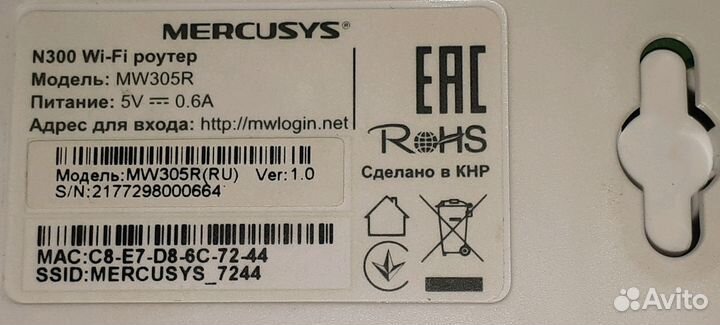 MERCUSYS®
N300 Wi-Fi роутер
Модель: MW305R
Питание: 5V ⎓ 0.6A
Адрес для входа: http://mwlogin.net
EAC
RoHS
Сделано в КНР
Модель:MW305R(RU) Ver:1.0
S/N:2177298000664
MAC:C8-E7-D8-6C-72-44
SSID:MERCUSYS_7244
Avito